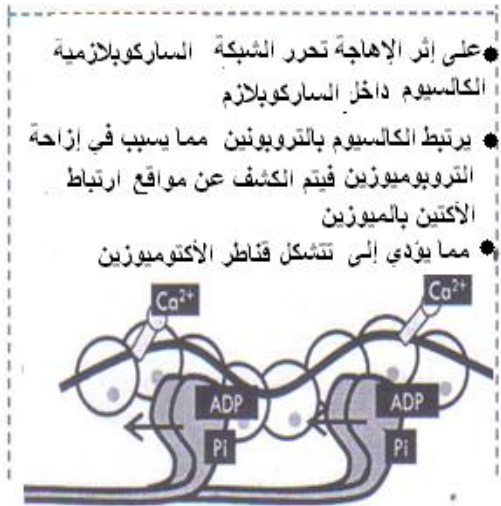 على إثر الإهاجة تحرر الشبكة الساركوبلازمية
الكالسيوم داخل الساركوبلازم
يرتبط الكالسيوم بالتروبونين مما يسبب في إزاحة
التروبوميوزين فيتم الكشف عن مواقع ارتباط
الأكتين بالميوزين
مما يؤدي إلى تتشكل قناطر الأكتوميوزين
Ca2+ Ca2+
ADP ADP
Pi Pi